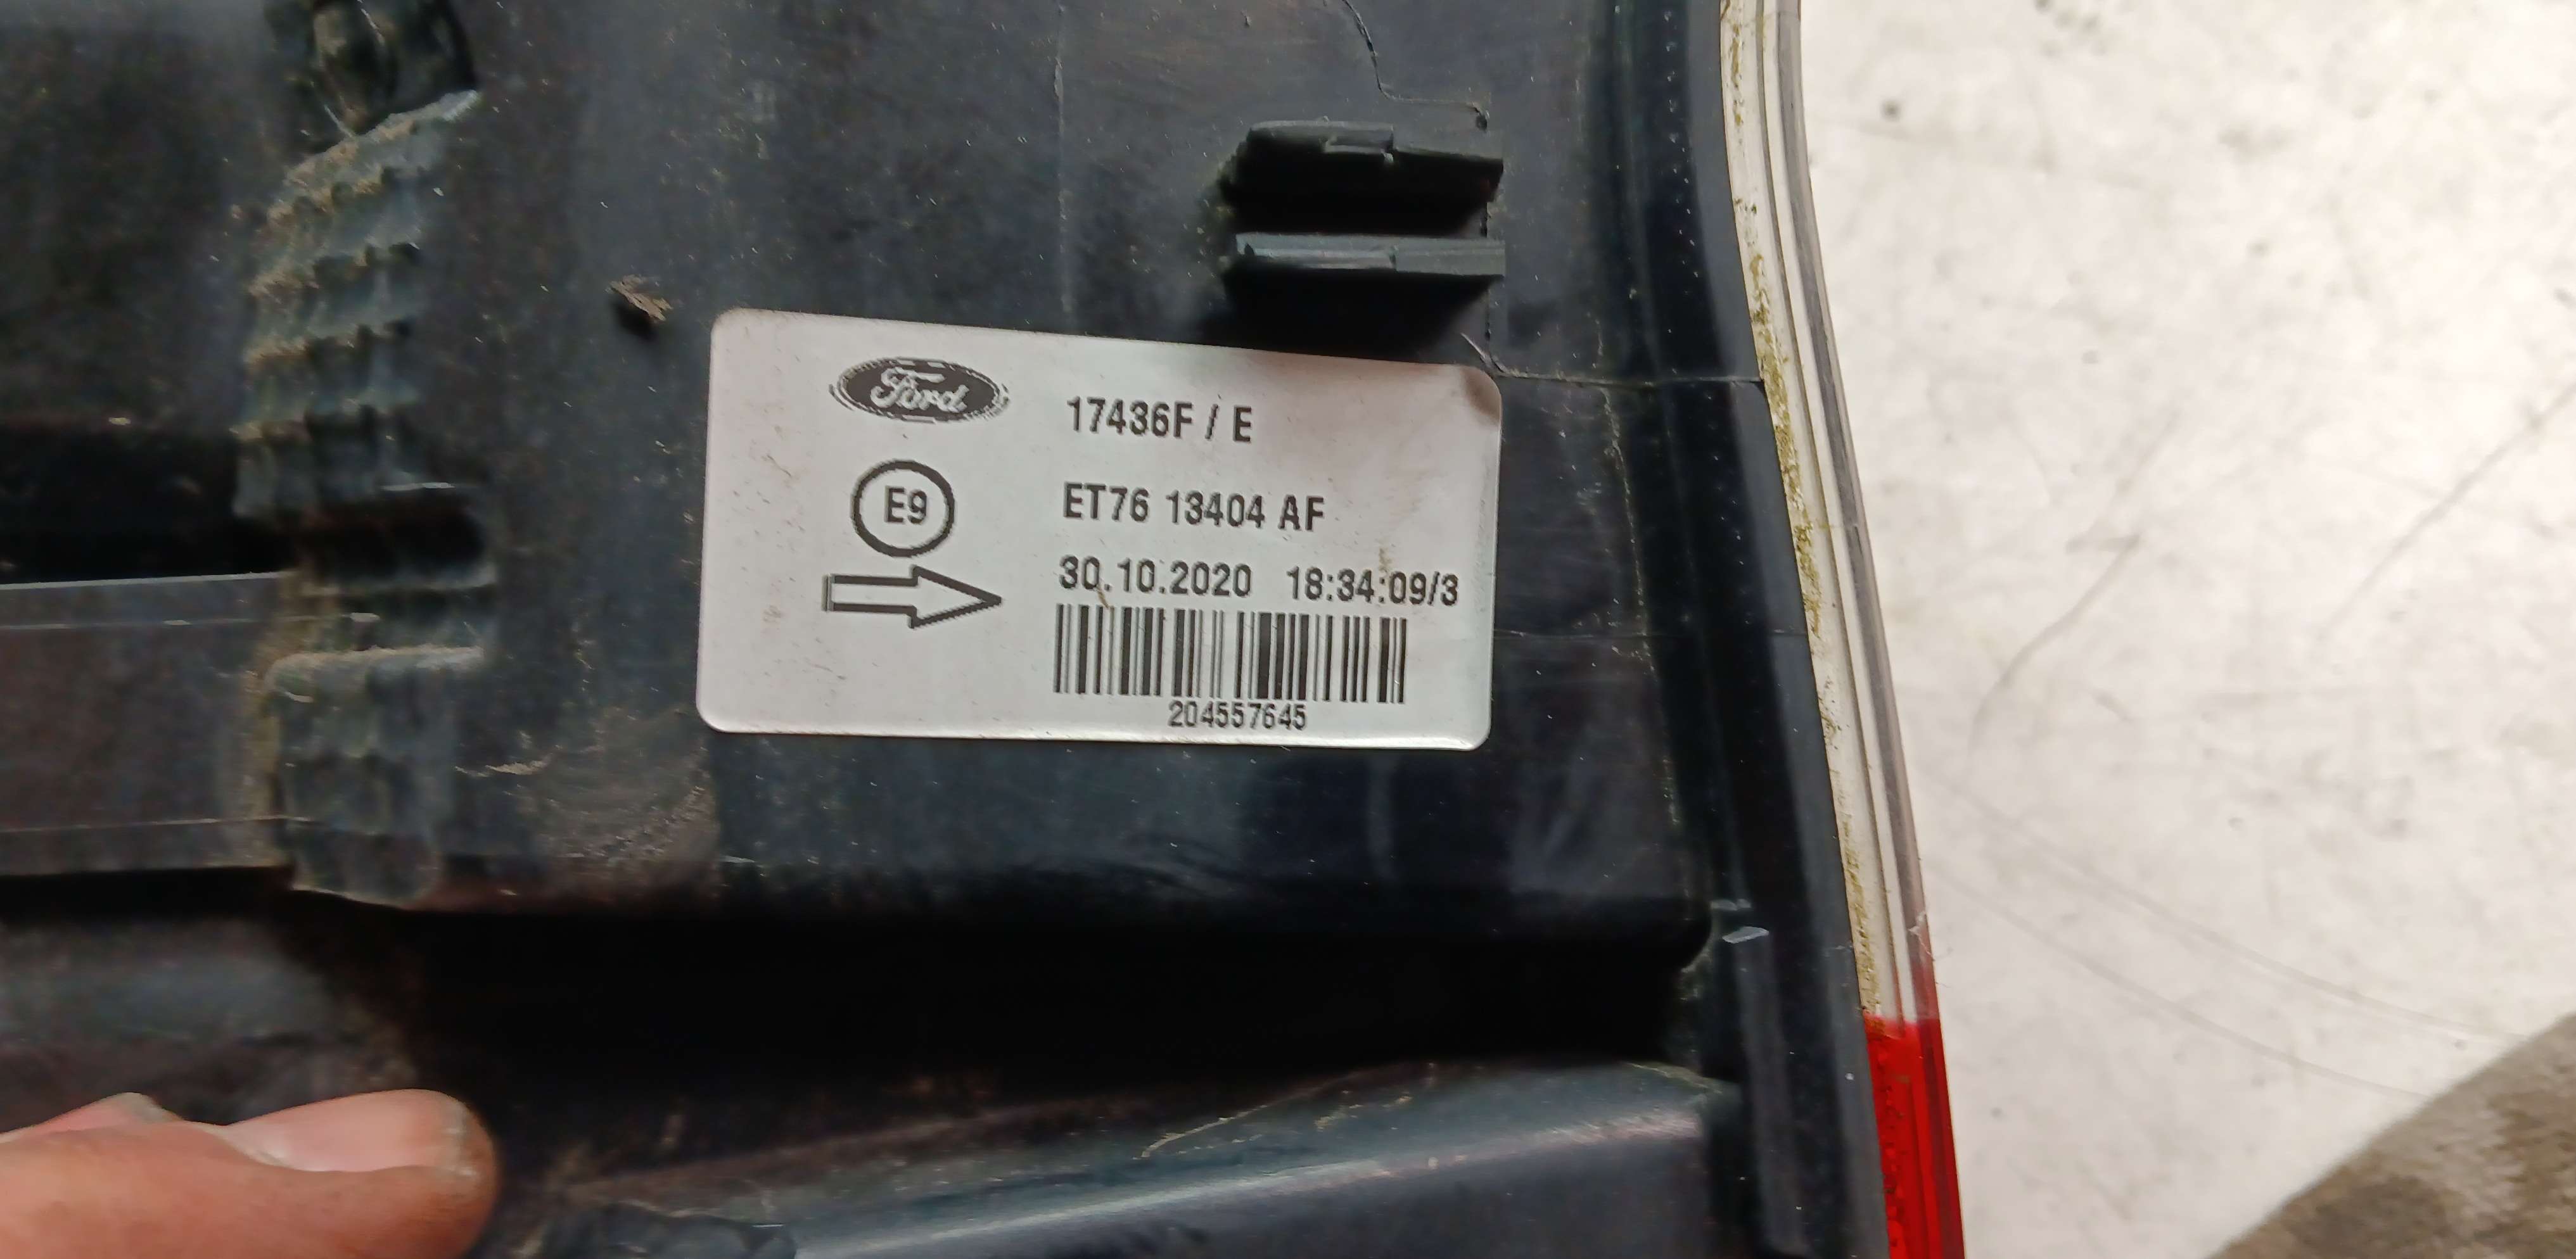 Ford
17436F / E
E9
ET76 13404 AF
30.10.2020 18:34:09/3
204557645